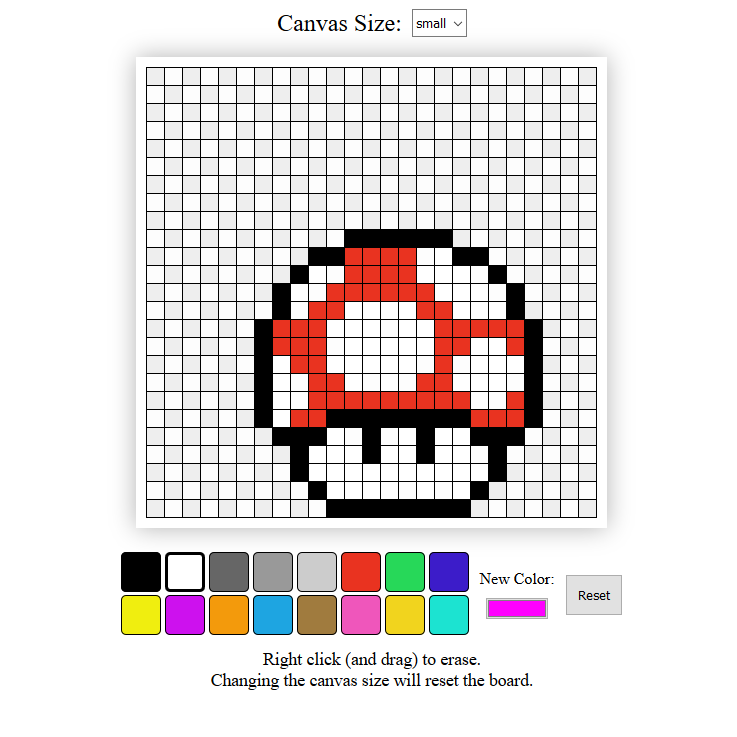 Canvas Size: small
New Color:
Reset
Right click (and drag) to erase.
Changing the canvas size will reset the board.